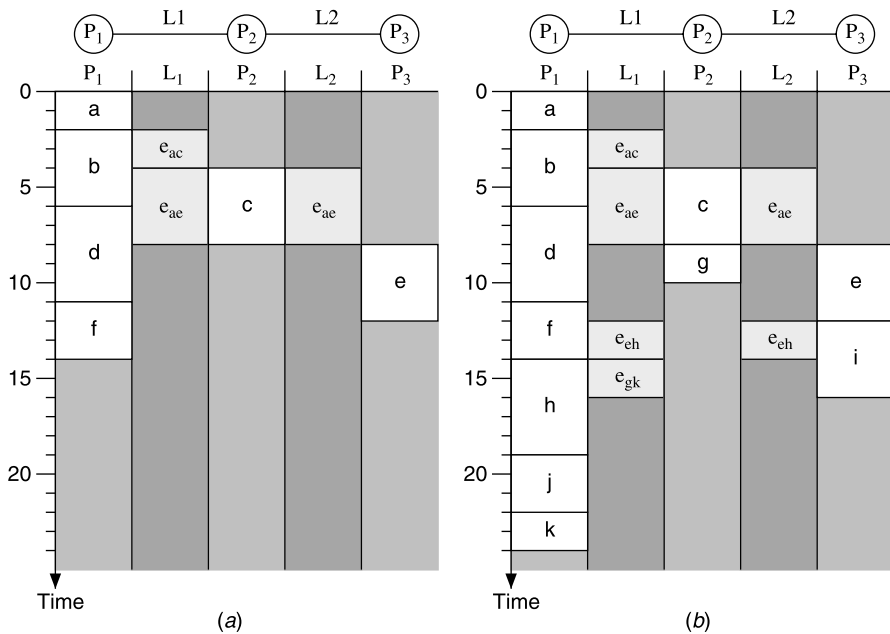 L1 L2
P₁ P₂ P₃
P₁ L₁ P₂ L₂ P₃
0
a
e_ac
b
5
e_ae c e_ae
d
10
e
f
15
20
Time
(a)
L1 L2
P₁ P₂ P₃
P₁ L₁ P₂ L₂ P₃
0
a
e_ac
b
5
e_ae c e_ae
d
g
10
e
f
e_eh e_eh
i
e_gk
15
h
20
j
k
Time
(b)